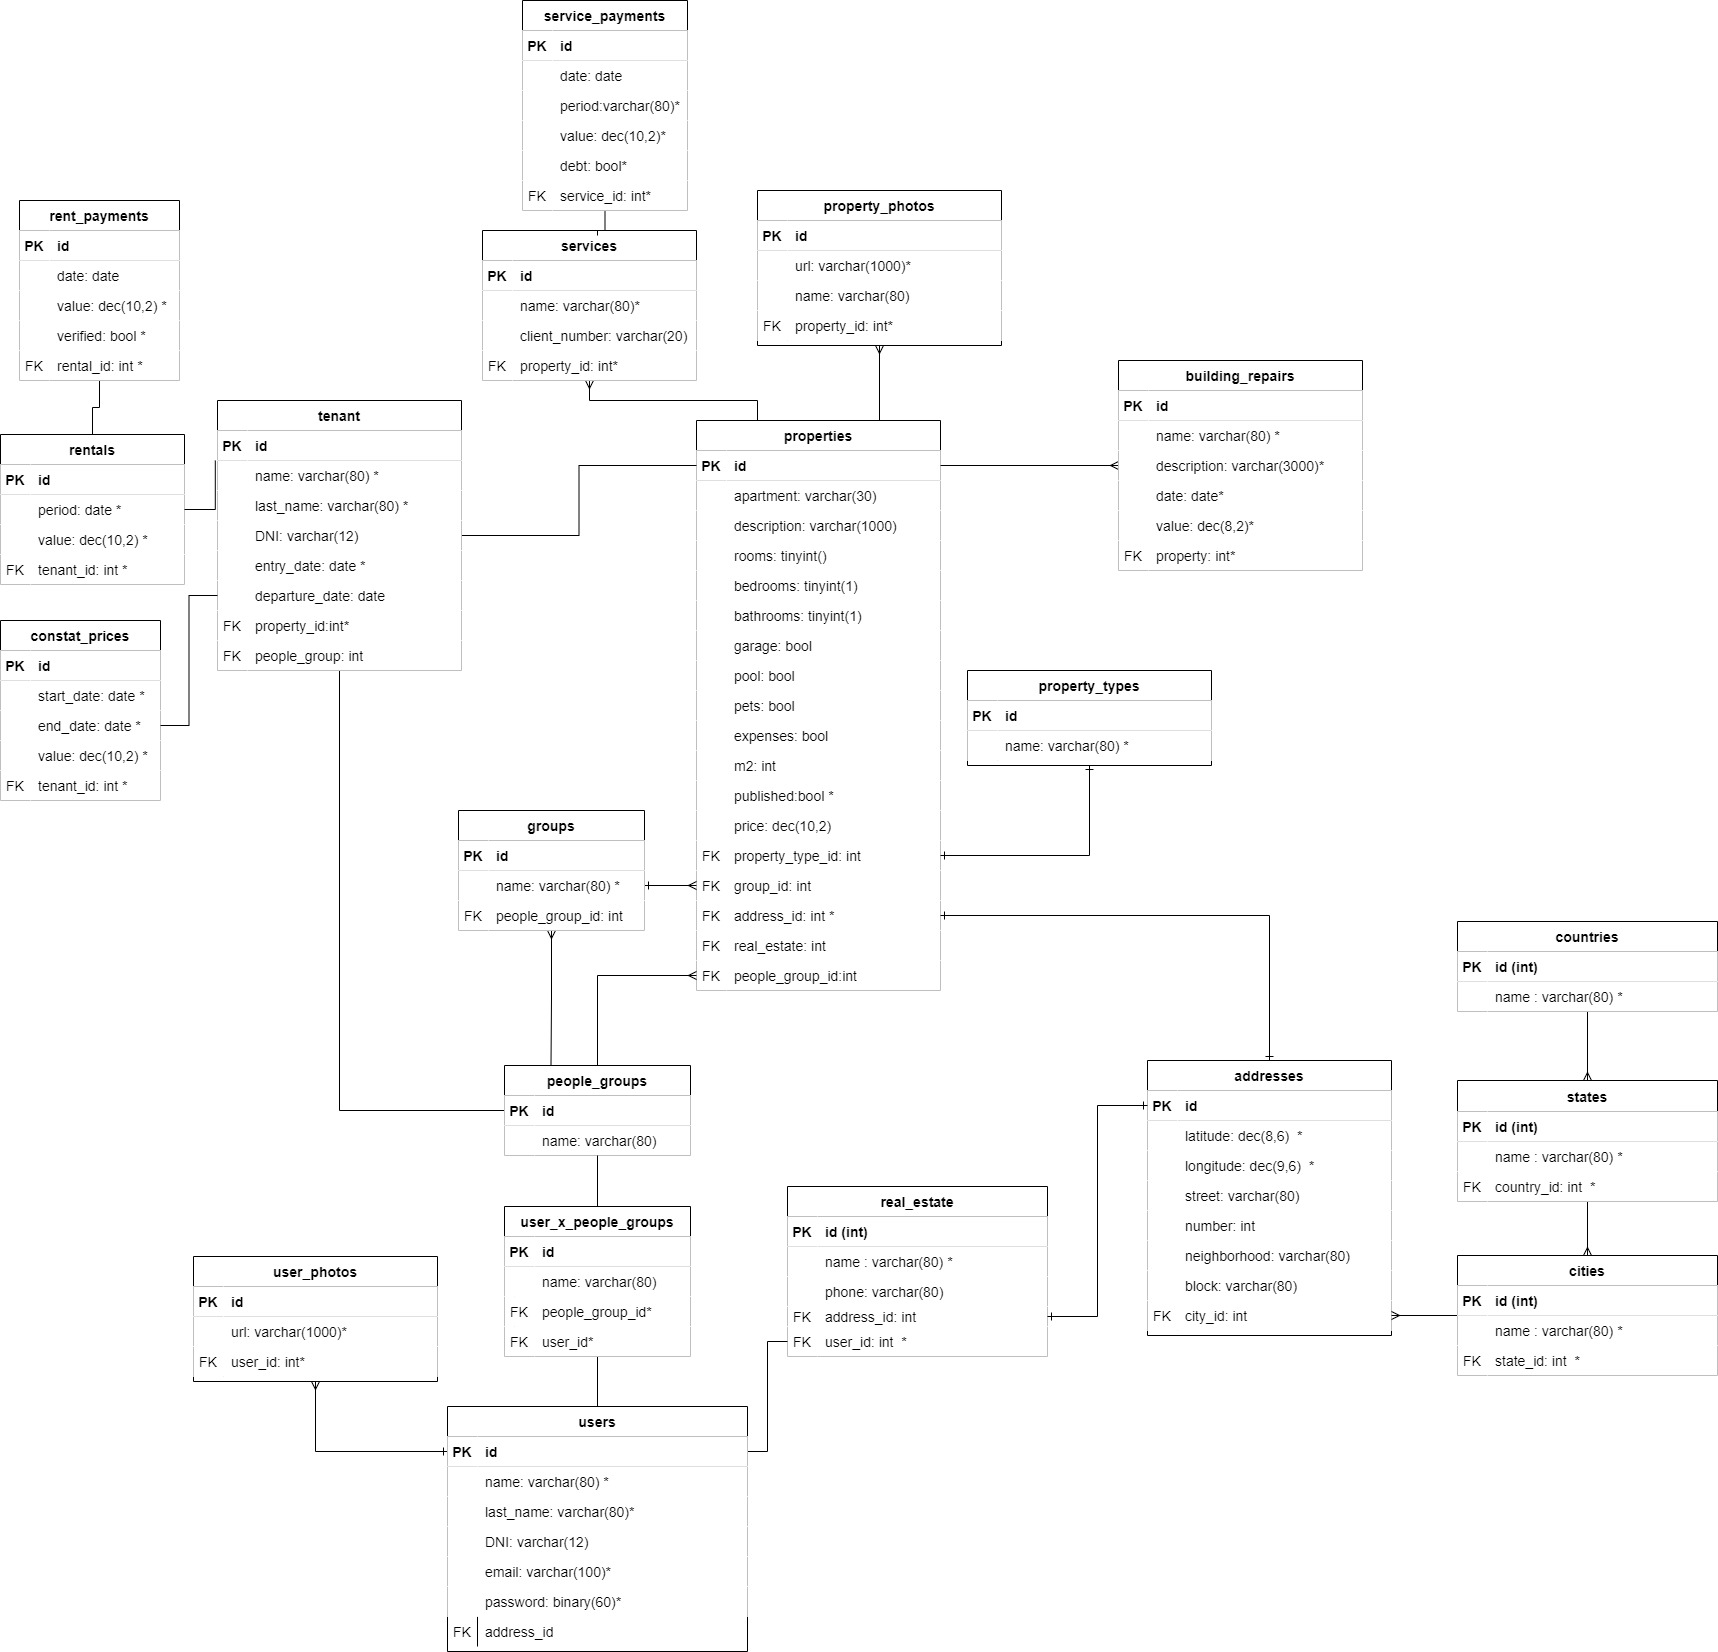 service_payments
PK id
date: date
period:varchar(80)*
value: dec(10,2)*
debt: bool*
FK service_id: int*
rent_payments
PK id
date: date
value: dec(10,2) *
verified: bool *
FK rental_id: int *
services
PK id
name: varchar(80)*
client_number: varchar(20)
FK property_id: int*
property_photos
PK id
url: varchar(1000)*
name: varchar(80)
FK property_id: int*
building_repairs
PK id
name: varchar(80) *
description: varchar(3000)*
date: date*
value: dec(8,2)*
FK property: int*
rentals
PK id
period: date *
value: dec(10,2) *
FK tenant_id: int *
tenant
PK id
name: varchar(80) *
last_name: varchar(80) *
DNI: varchar(12)
entry_date: date *
departure_date: date
FK property_id:int*
FK people_group: int
properties
PK id
apartment: varchar(30)
description: varchar(1000)
rooms: tinyint()
bedrooms: tinyint(1)
bathrooms: tinyint(1)
garage: bool
pool: bool
pets: bool
expenses: bool
m2: int
published:bool *
price: dec(10,2)
FK property_type_id: int
FK group_id: int
FK address_id: int *
FK real_estate: int
FK people_group_id:int
constat_prices
PK id
start_date: date *
end_date: date *
value: dec(10,2) *
FK tenant_id: int *
property_types
PK id
name: varchar(80) *
groups
PK id
name: varchar(80) *
FK people_group_id: int
countries
PK id (int)
name : varchar(80) *
people_groups
PK id
name: varchar(80)
addresses
PK id
latitude: dec(8,6) *
longitude: dec(9,6) *
street: varchar(80)
number: int
neighborhood: varchar(80)
block: varchar(80)
FK city_id: int
states
PK id (int)
name : varchar(80) *
FK country_id: int *
real_estate
PK id (int)
name : varchar(80) *
phone: varchar(80)
FK address_id: int
FK user_id: int *
user_x_people_groups
PK id
name: varchar(80)
FK people_group_id*
FK user_id*
user_photos
PK id
url: varchar(1000)*
FK user_id: int*
cities
PK id (int)
name : varchar(80) *
FK state_id: int *
users
PK id
name: varchar(80) *
last_name: varchar(80)*
DNI: varchar(12)
email: varchar(100)*
password: binary(60)*
FK address_id